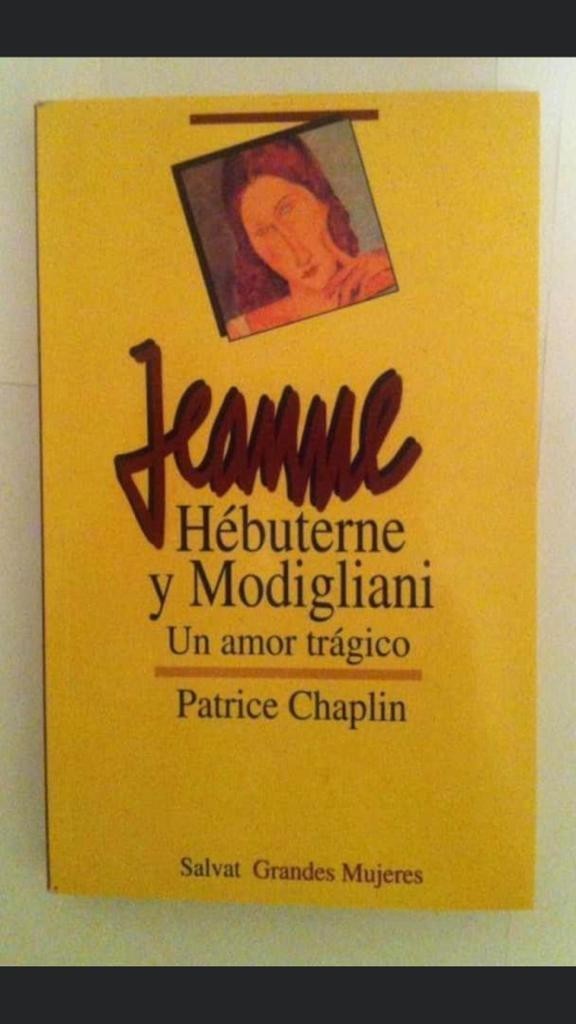 Jeanne
Hébuterne
y Modigliani
Un amor trágico
Patrice Chaplin
Salvat Grandes Mujeres